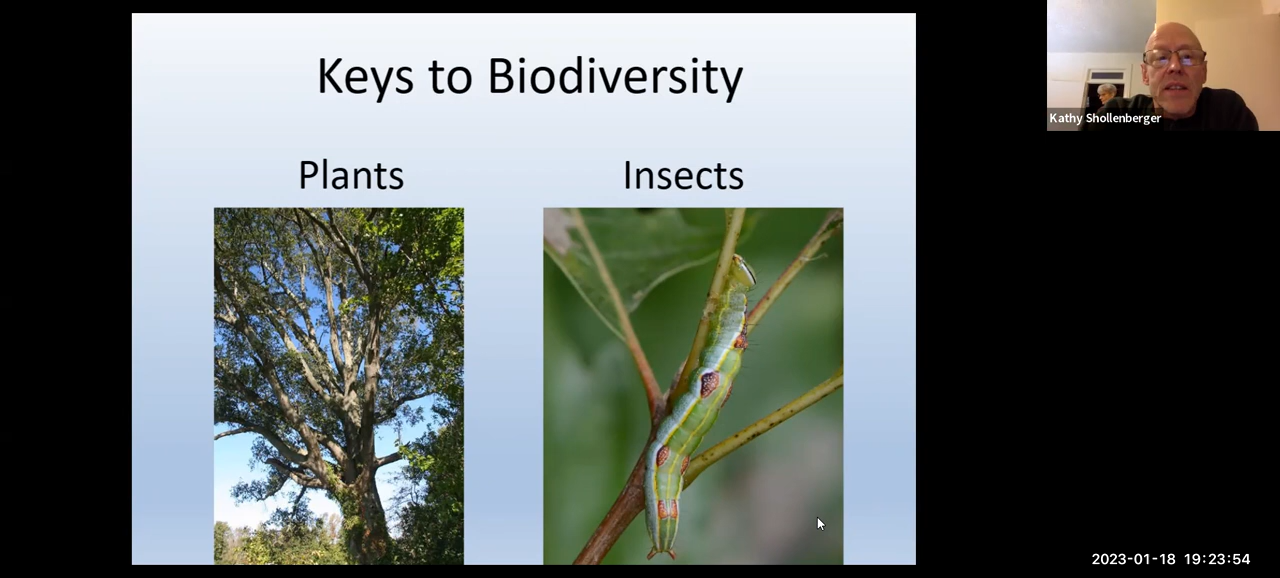 Keys to Biodiversity
Plants
Insects
Kathy Shollenberger
2023-01-18 19:23:54